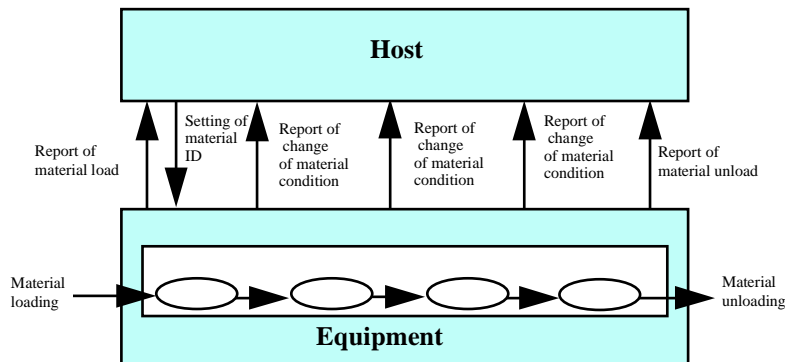 Host
Report of
material load
Setting of
material
ID
Report of
change
of material
condition
Report of
change
of material
condition
Report of
change
of material
condition
Report of
material unload
Material
loading
Material
unloading
Equipment